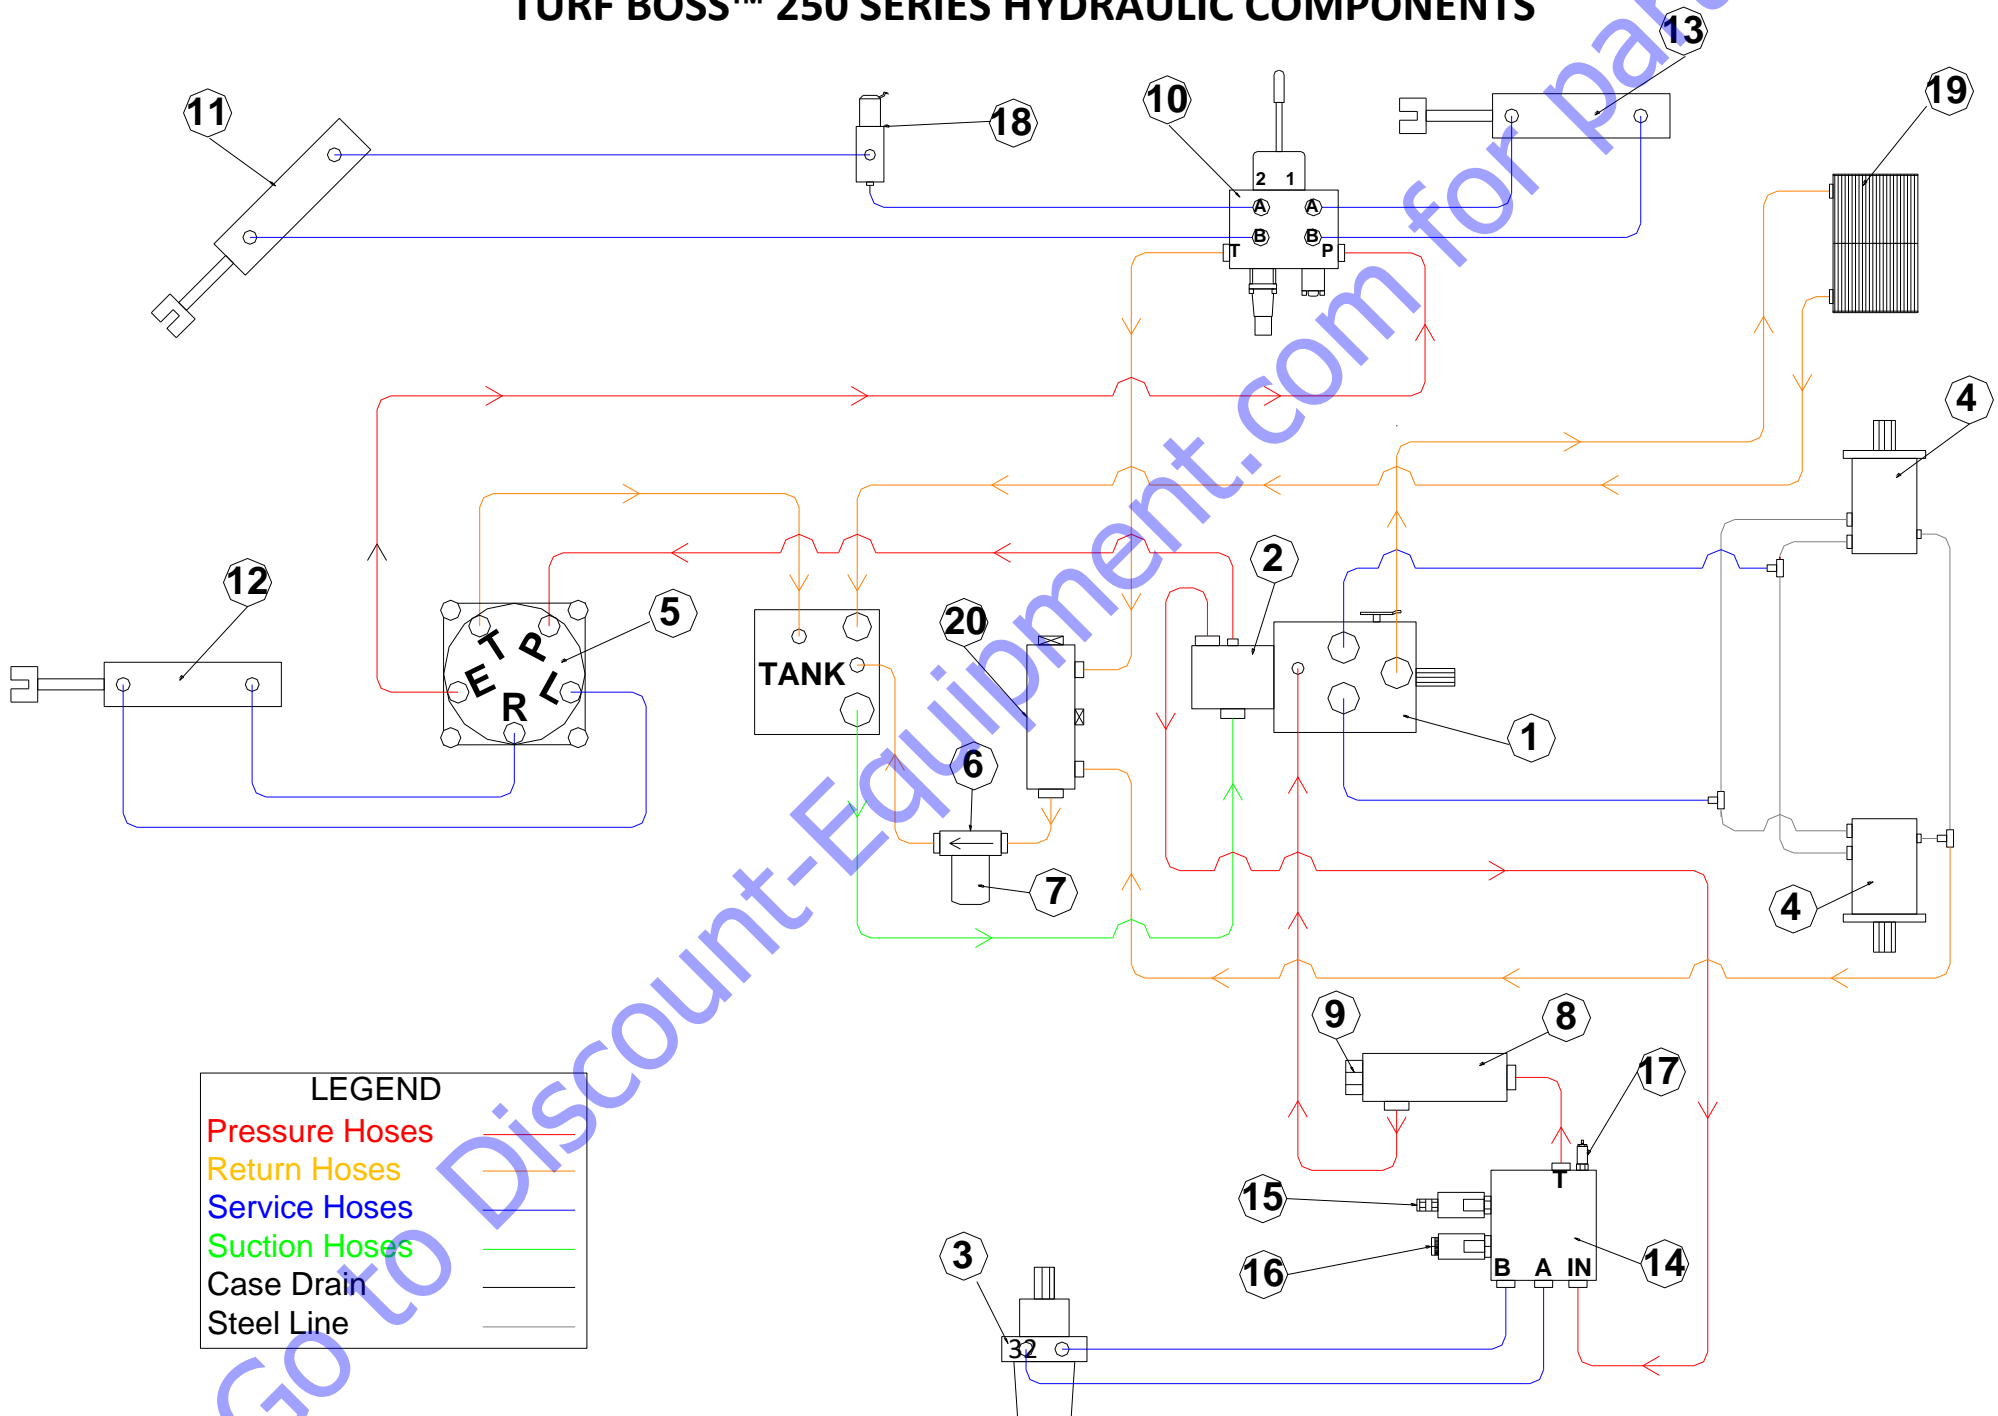 TURF BOSS™ 250 SERIES HYDRAULIC COMPONENTS
13
11
18
10
19
2 1
A A
B B
T P
4
12
5
2
20
T P
E L
R
TANK
1
6
7
4
9
8
17
LEGEND
Pressure Hoses
Return Hoses
Service Hoses
Suction Hoses
Case Drain
Steel Line
T
15
16
14
B A IN
3
32
Go to Discount-Equipment.com for par